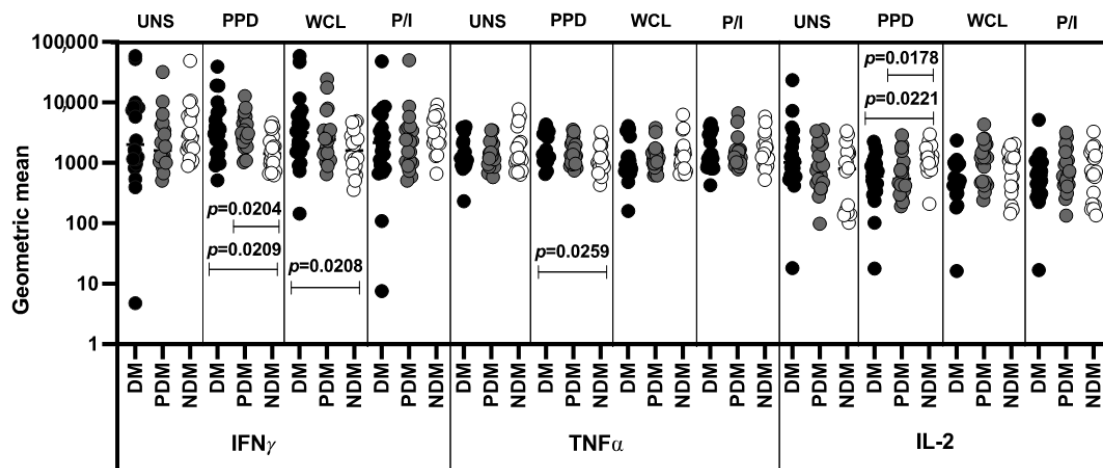 UNS PPD WCL P/I UNS PPD WCL P/I UNS PPD WCL P/I
Geometric mean
100,000
10,000
1000
100
10
1
p=0.0178
p=0.0221
p=0.0204
p=0.0209
p=0.0208
p=0.0259
DM PDM NDM DM PDM NDM DM PDM NDM DM PDM NDM DM PDM NDM DM PDM NDM DM PDM NDM DM PDM NDM DM PDM NDM DM PDM NDM DM PDM NDM DM PDM NDM
IFNγ TNFα IL-2